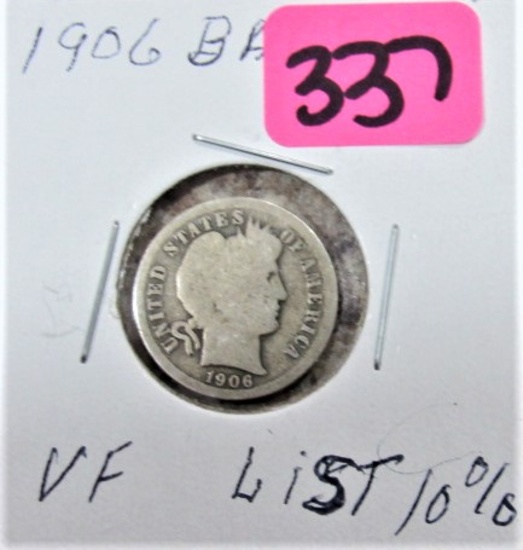 1906 BA
337
UNITED STATES OF AMERICA
1906
VF LiST 10%